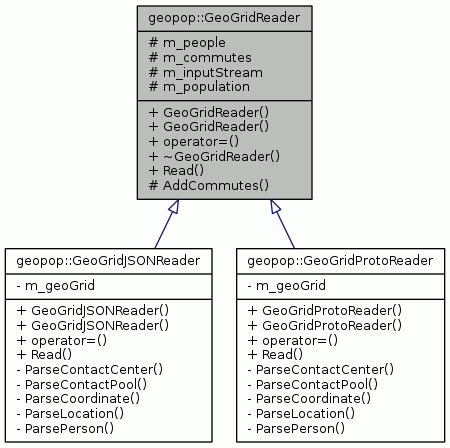 geopop::GeoGridReader
# m_people
# m_commutes
# m_inputStream
# m_population
+ GeoGridReader()
+ GeoGridReader()
+ operator=()
+ ~GeoGridReader()
+ Read()
# AddCommutes()
geopop::GeoGridJSONReader
- m_geoGrid
+ GeoGridJSONReader()
+ GeoGridJSONReader()
+ operator=()
+ Read()
- ParseContactCenter()
- ParseContactPool()
- ParseCoordinate()
- ParseLocation()
- ParsePerson()
geopop::GeoGridProtoReader
- m_geoGrid
+ GeoGridProtoReader()
+ GeoGridProtoReader()
+ operator=()
+ Read()
- ParseContactCenter()
- ParseContactPool()
- ParseCoordinate()
- ParseLocation()
- ParsePerson()